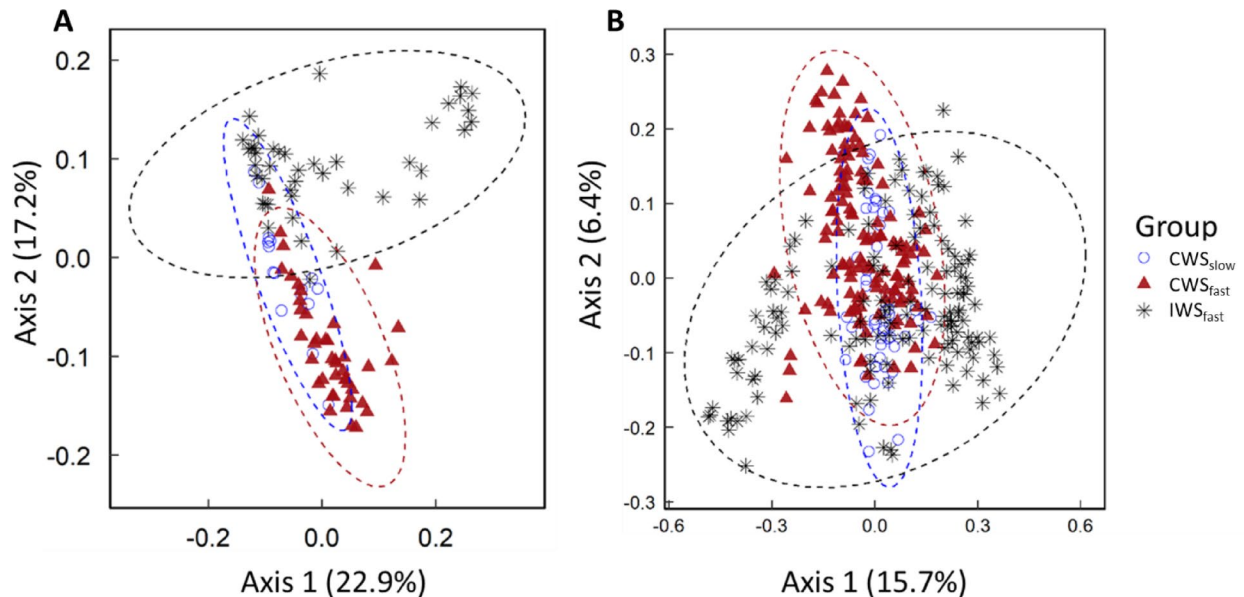 A
0.2
0.1
0.0
-0.1
-0.2
Axis 2 (17.2%)
-0.2 0.0 0.2
Axis 1 (22.9%)
B
0.3
0.2
0.1
0.0
-0.1
-0.2
-0.3
Axis 2 (6.4%)
-0.6 -0.3 0.0 0.3 0.6
Axis 1 (15.7%)
Group
CWSslow
CWSfast
IWSfast